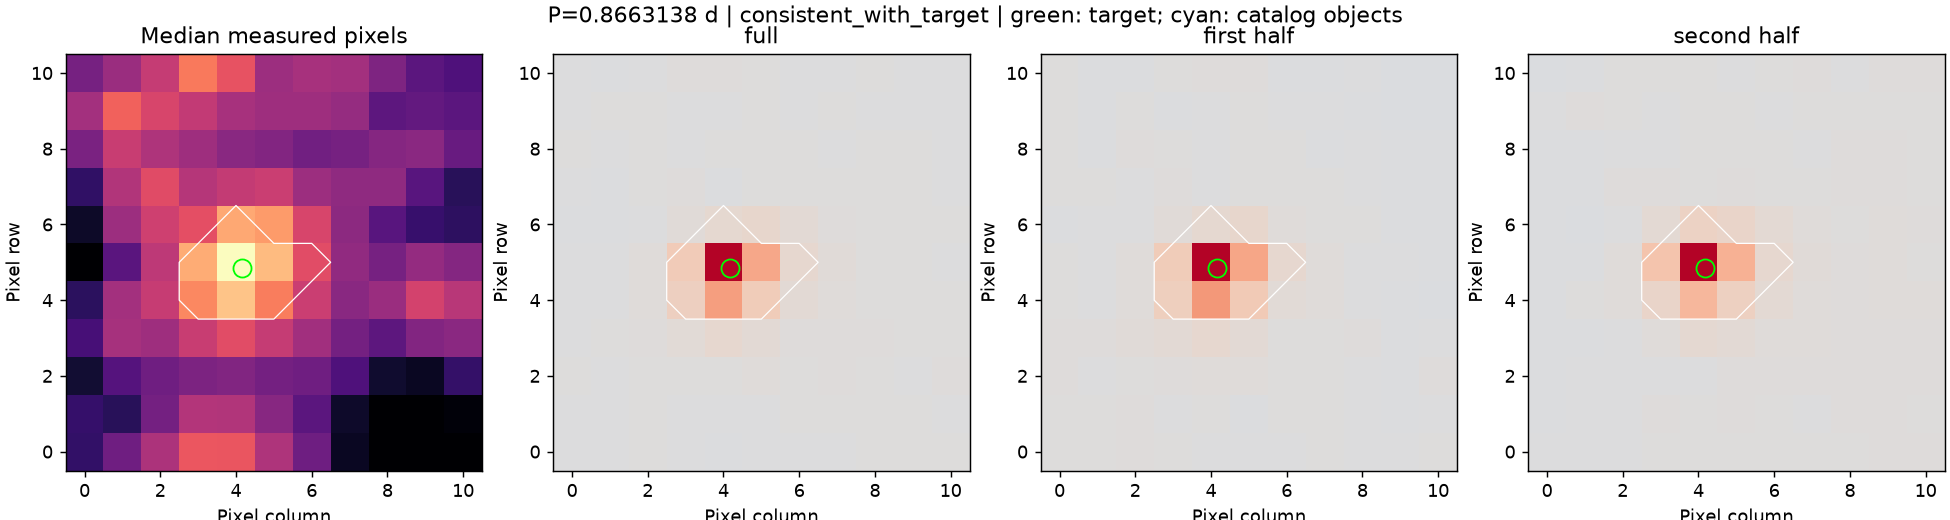 P=0.8663138 d | consistent_with_target | green: target; cyan: catalog objects
Median measured pixels
full
first half
second half
Pixel row
10
8
6
4
2
0
0 2 4 6 8 10
Pixel column
Pixel row
10
8
6
4
2
0
0 2 4 6 8 10
Pixel column
Pixel row
10
8
6
4
2
0
0 2 4 6 8 10
Pixel column
Pixel row
10
8
6
4
2
0
0 2 4 6 8 10
Pixel column